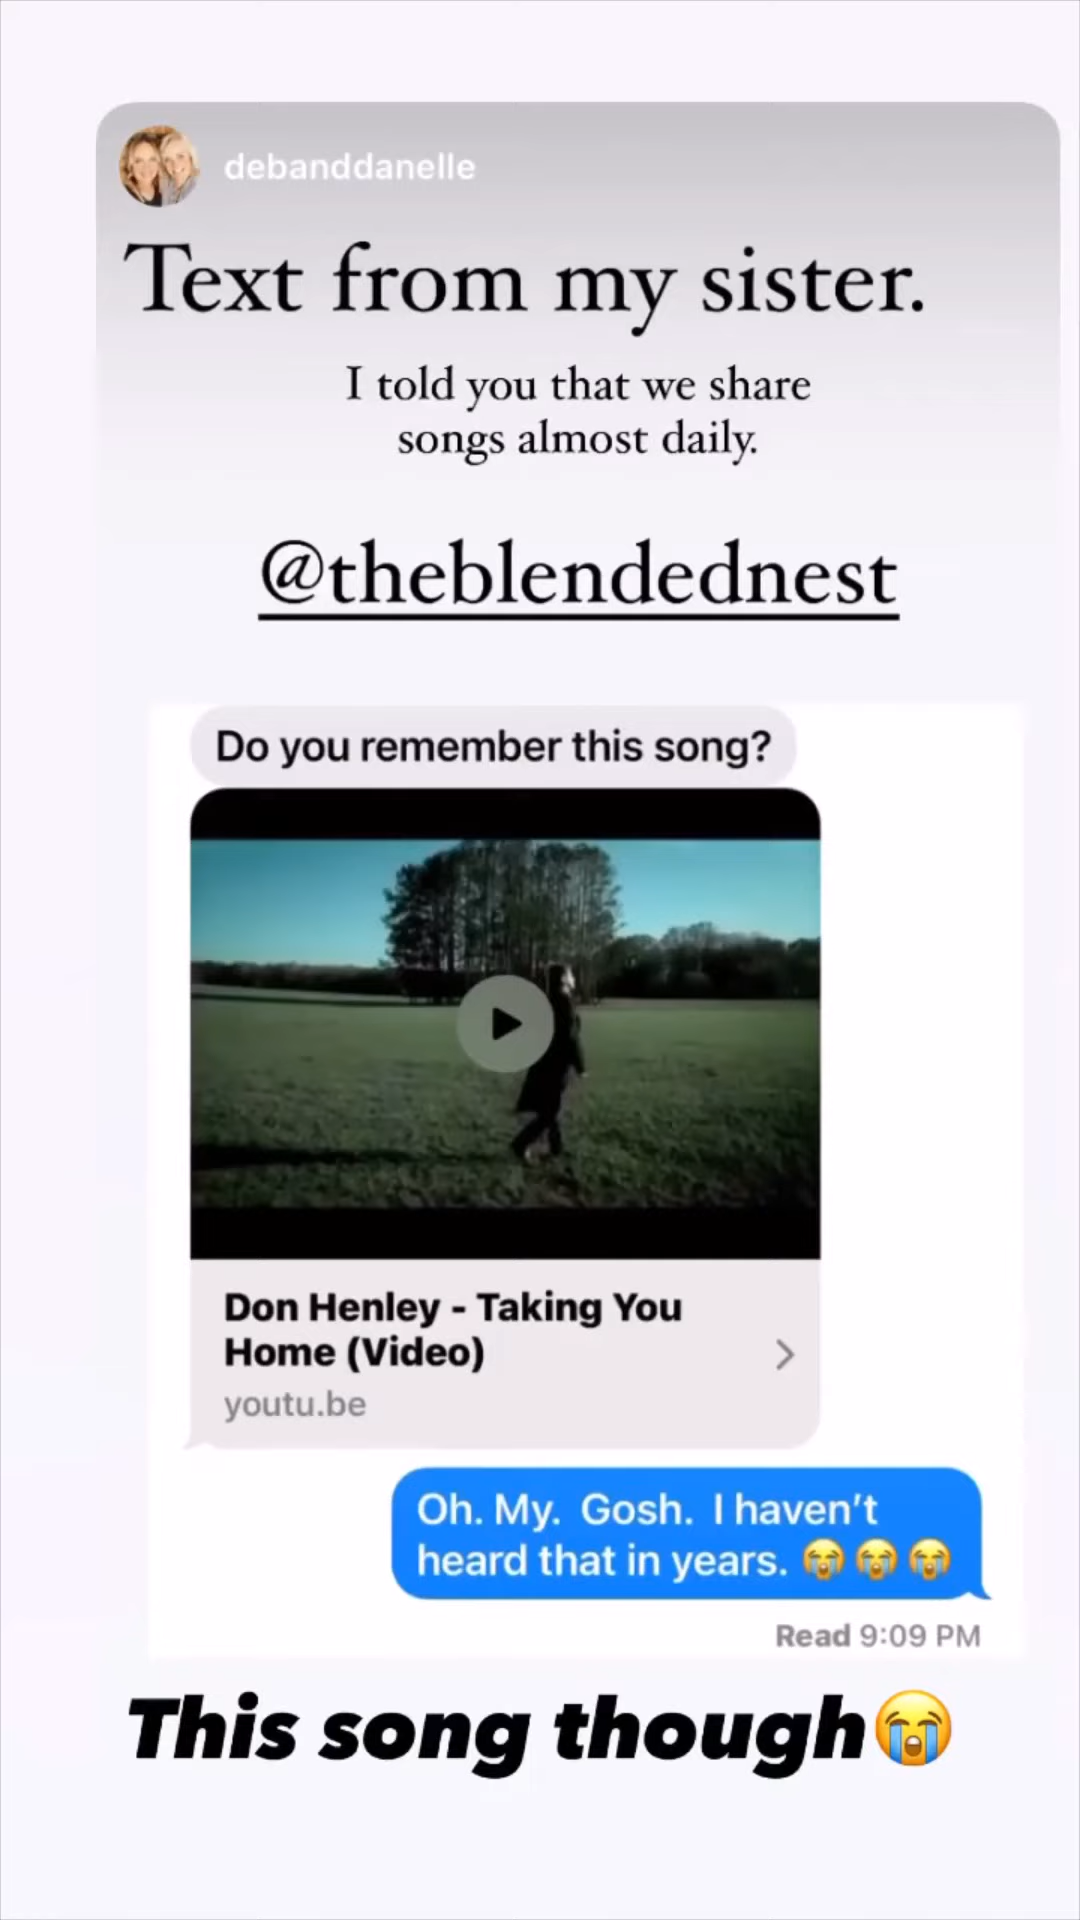 debanddanelle
Text from my sister.
I told you that we share
songs almost daily.
@theblendednest
Do you remember this song?
Don Henley - Taking You
Home (Video)
youtu.be
Oh. My.  Gosh.  I haven't
heard that in years. 😭😭😭
Read 9:09 PM
This song though😭